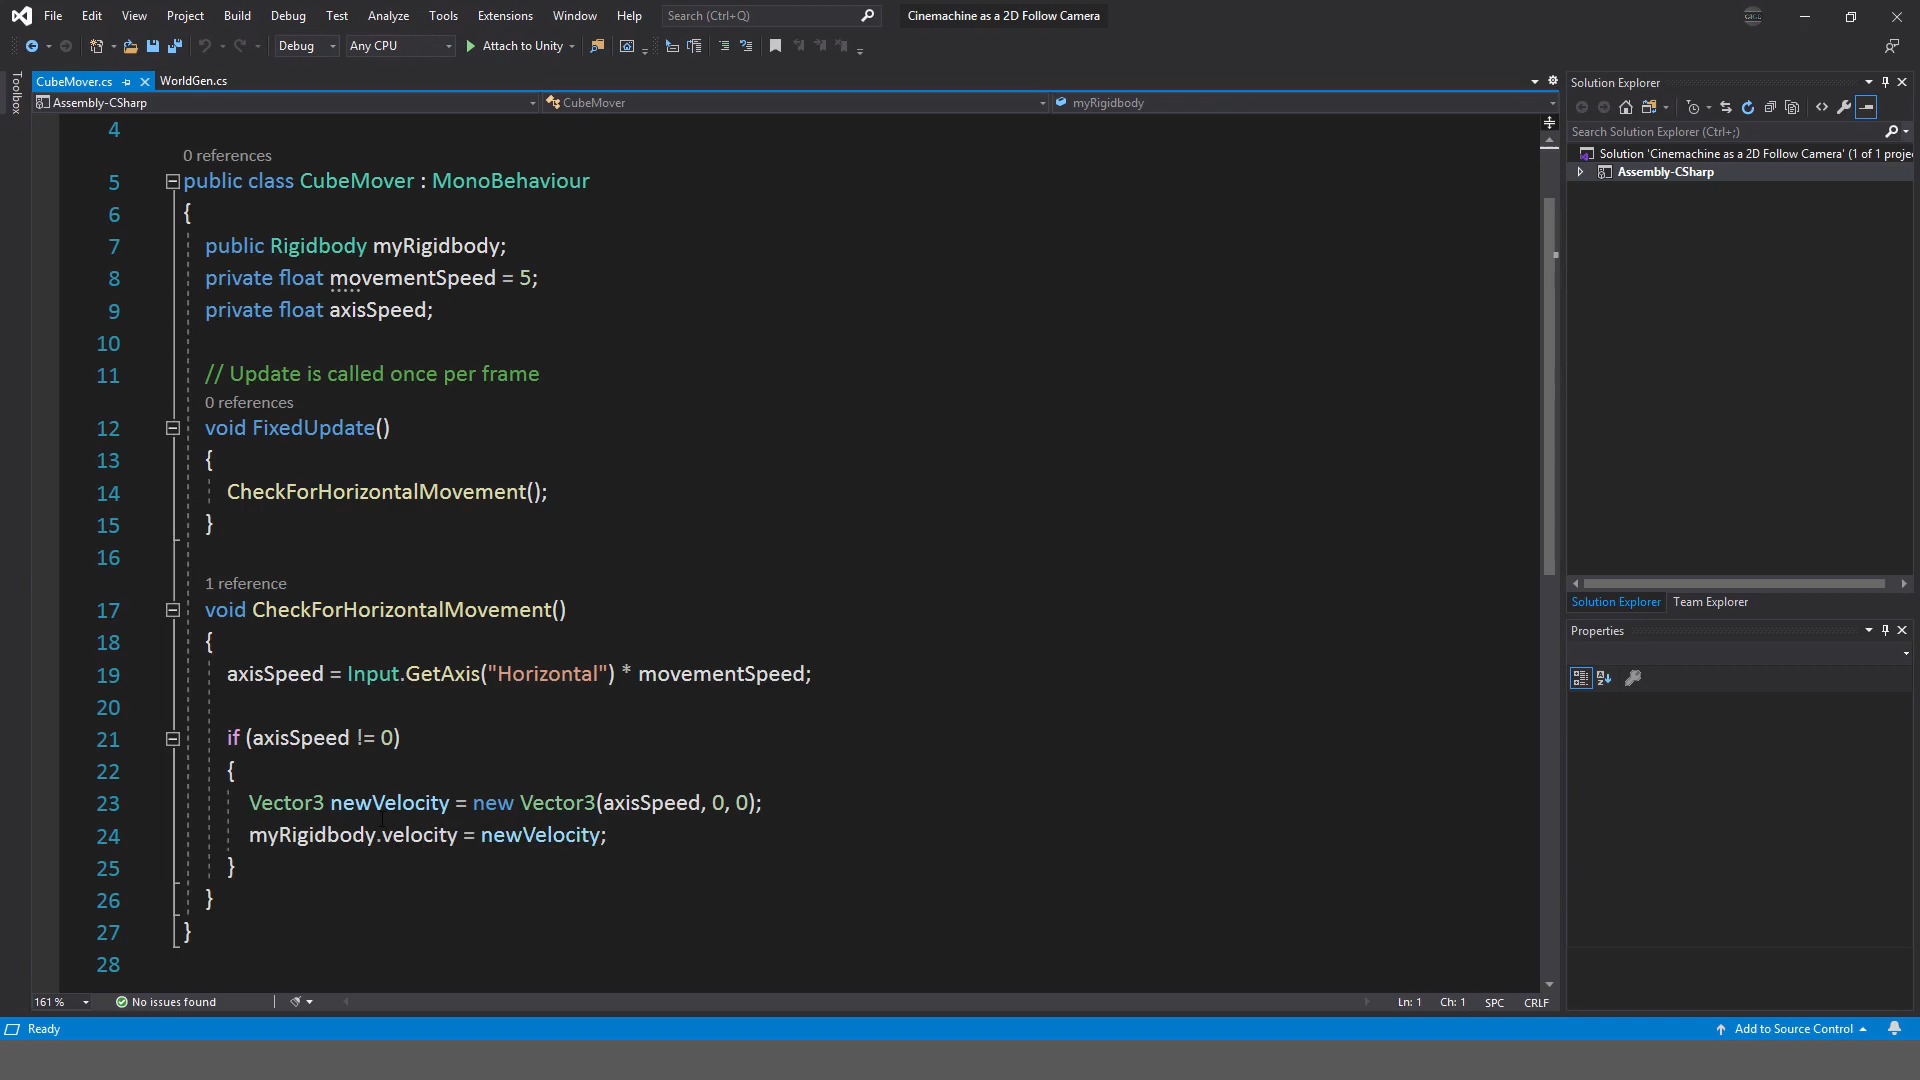 File Edit View Project Build Debug Test Analyze Tools Extensions Window Help Search (Ctrl+Q) Cinemachine as a 2D Follow Camera
Debug Any CPU Attach to Unity
Toolbox
CubeMover.cs WorldGen.cs
Assembly-CSharp CubeMover myRigidbody
4
0 references
5 public class CubeMover : MonoBehaviour
6 {
7 public Rigidbody myRigidbody;
8 private float movementSpeed = 5;
9 private float axisSpeed;
10
11 // Update is called once per frame
0 references
12 void FixedUpdate()
13 {
14 CheckForHorizontalMovement();
15 }
16
1 reference
17 void CheckForHorizontalMovement()
18 {
19 axisSpeed = Input.GetAxis("Horizontal") * movementSpeed;
20
21 if (axisSpeed != 0)
22 {
23 Vector3 newVelocity = new Vector3(axisSpeed, 0, 0);
24 myRigidbody.velocity = newVelocity;
25 }
26 }
27 }
28
161 % No issues found Ln: 1 Ch: 1 SPC CRLF
Solution Explorer
Search Solution Explorer (Ctrl+;)
Solution 'Cinemachine as a 2D Follow Camera' (1 of 1 proje
Assembly-CSharp
Solution Explorer Team Explorer
Properties
Ready Add to Source Control